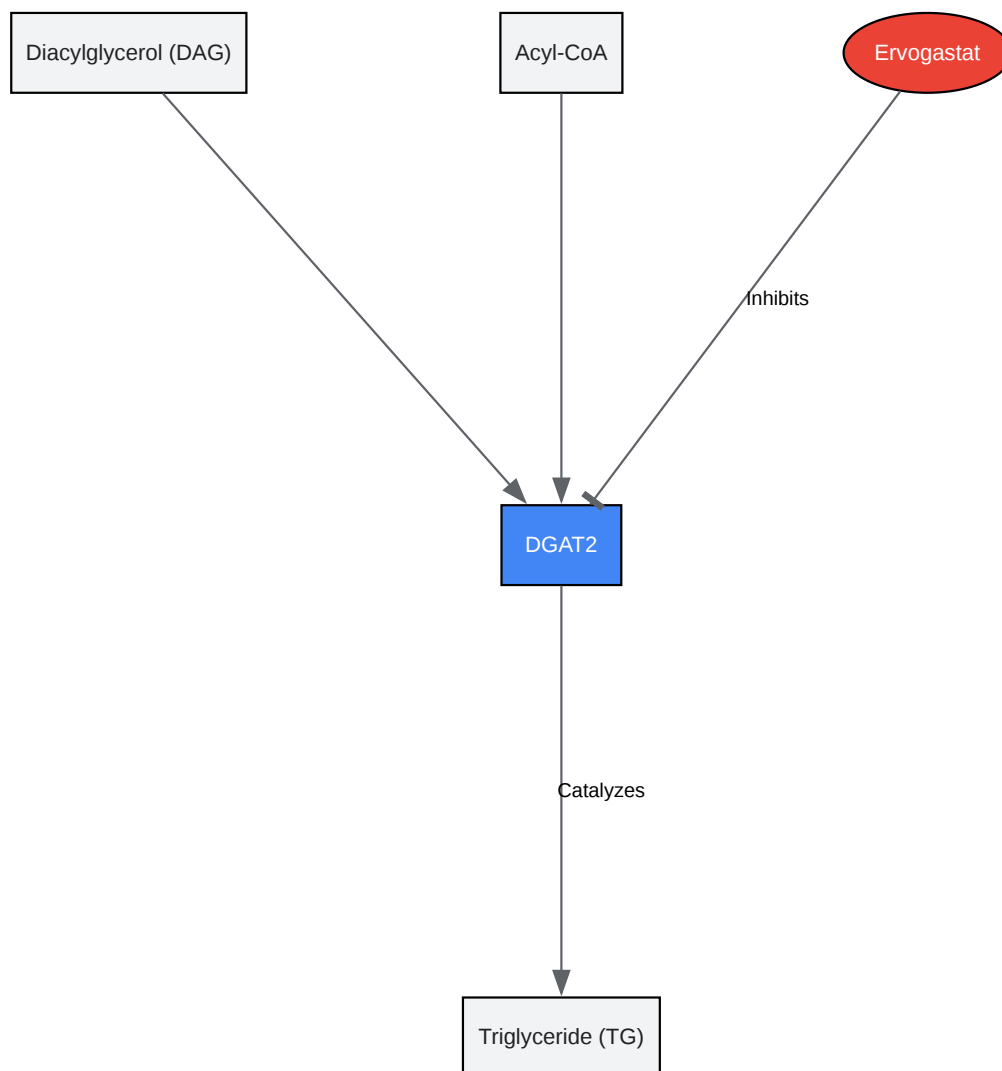 Diacylglycerol (DAG)
Acyl-CoA
Ervogastat
Inhibits
DGAT2
Catalyzes
Triglyceride (TG)